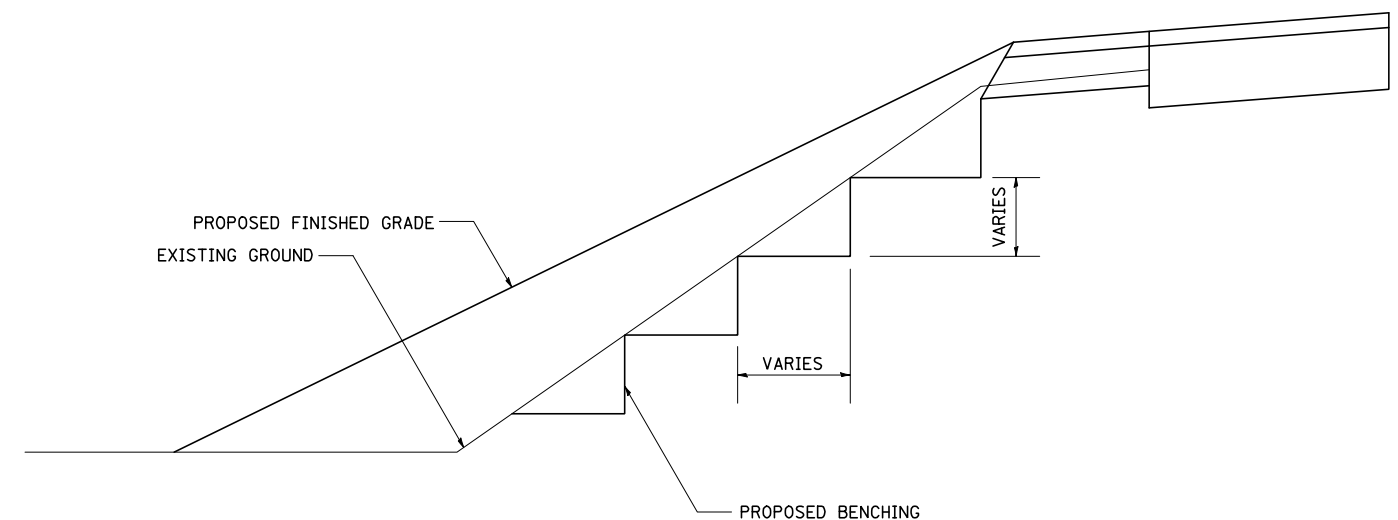 PROPOSED FINISHED GRADE
EXISTING GROUND
VARIES
VARIES
PROPOSED BENCHING